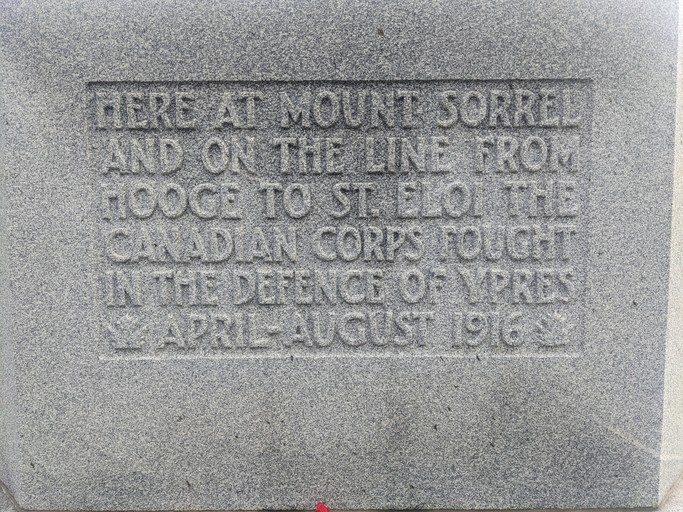 HERE AT MOUNT SORREL
AND ON THE LINE FROM
HOOGE TO ST. ELOI THE
CANADIAN CORPS FOUGHT
IN THE DEFENCE OF YPRES
APRIL-AUGUST 1916